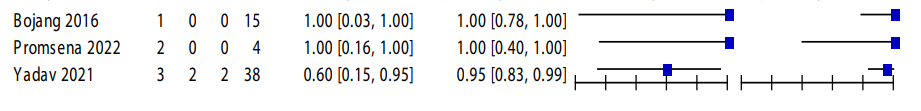 Bojang 2016 1 0 0 15 1.00 [0.03, 1.00] 1.00 [0.78, 1.00]
Promsena 2022 2 0 0 4 1.00 [0.16, 1.00] 1.00 [0.40, 1.00]
Yadav 2021 3 2 2 38 0.60 [0.15, 0.95] 0.95 [0.83, 0.99]